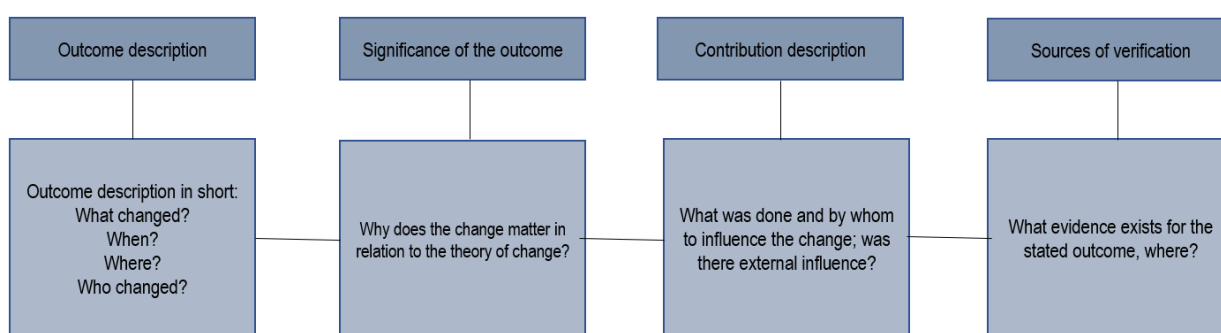 Outcome description
Significance of the outcome
Contribution description
Sources of verification
Outcome description in short:
What changed?
When?
Where?
Who changed?
Why does the change matter in
relation to the theory of change?
What was done and by whom
to influence the change; was
there external influence?
What evidence exists for the
stated outcome, where?